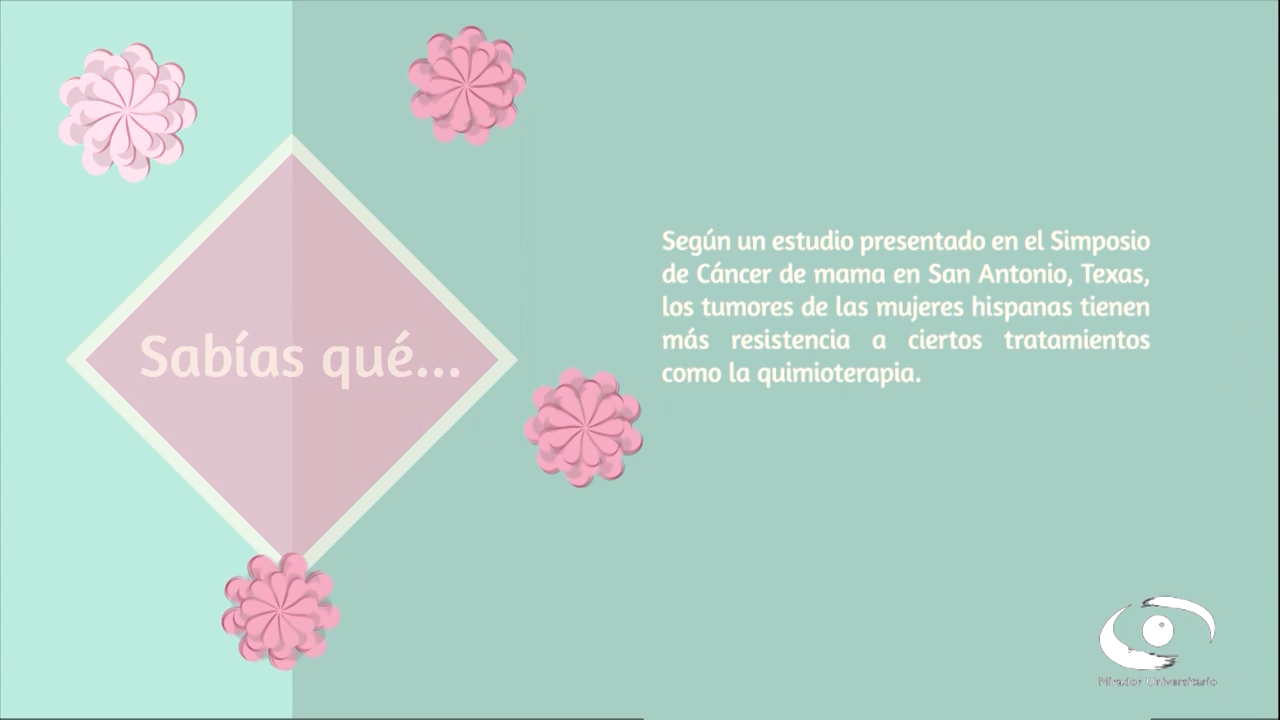 Sabías qué...
Según un estudio presentado en el Simposio
de Cáncer de mama en San Antonio, Texas,
los tumores de las mujeres hispanas tienen
más resistencia a ciertos tratamientos
como la quimioterapia.
Mirador Universitario